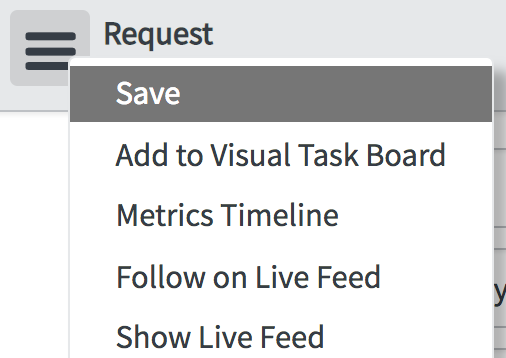 Request
Save
Add to Visual Task Board
Metrics Timeline
Follow on Live Feed
Show Live Feed